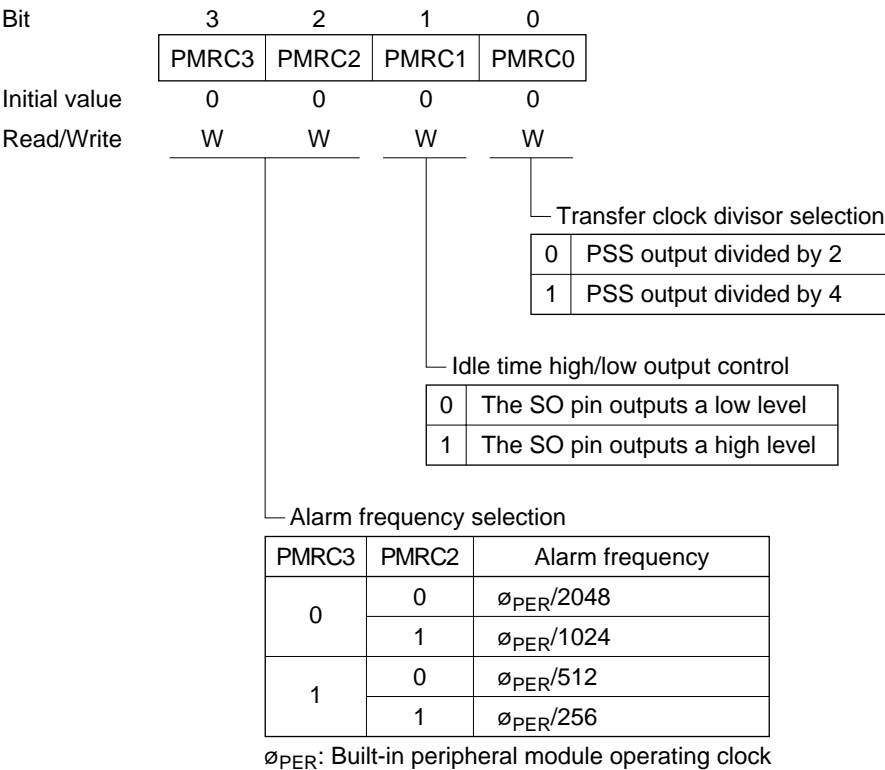 Bit 3 2 1 0
PMRC3 PMRC2 PMRC1 PMRC0
Initial value 0 0 0 0
Read/Write W W W W
Transfer clock divisor selection
0 PSS output divided by 2
1 PSS output divided by 4
Idle time high/low output control
0 The SO pin outputs a low level
1 The SO pin outputs a high level
Alarm frequency selection
PMRC3 PMRC2 Alarm frequency
0 0 øPER/2048
1 øPER/1024
1 0 øPER/512
1 øPER/256
øPER: Built-in peripheral module operating clock